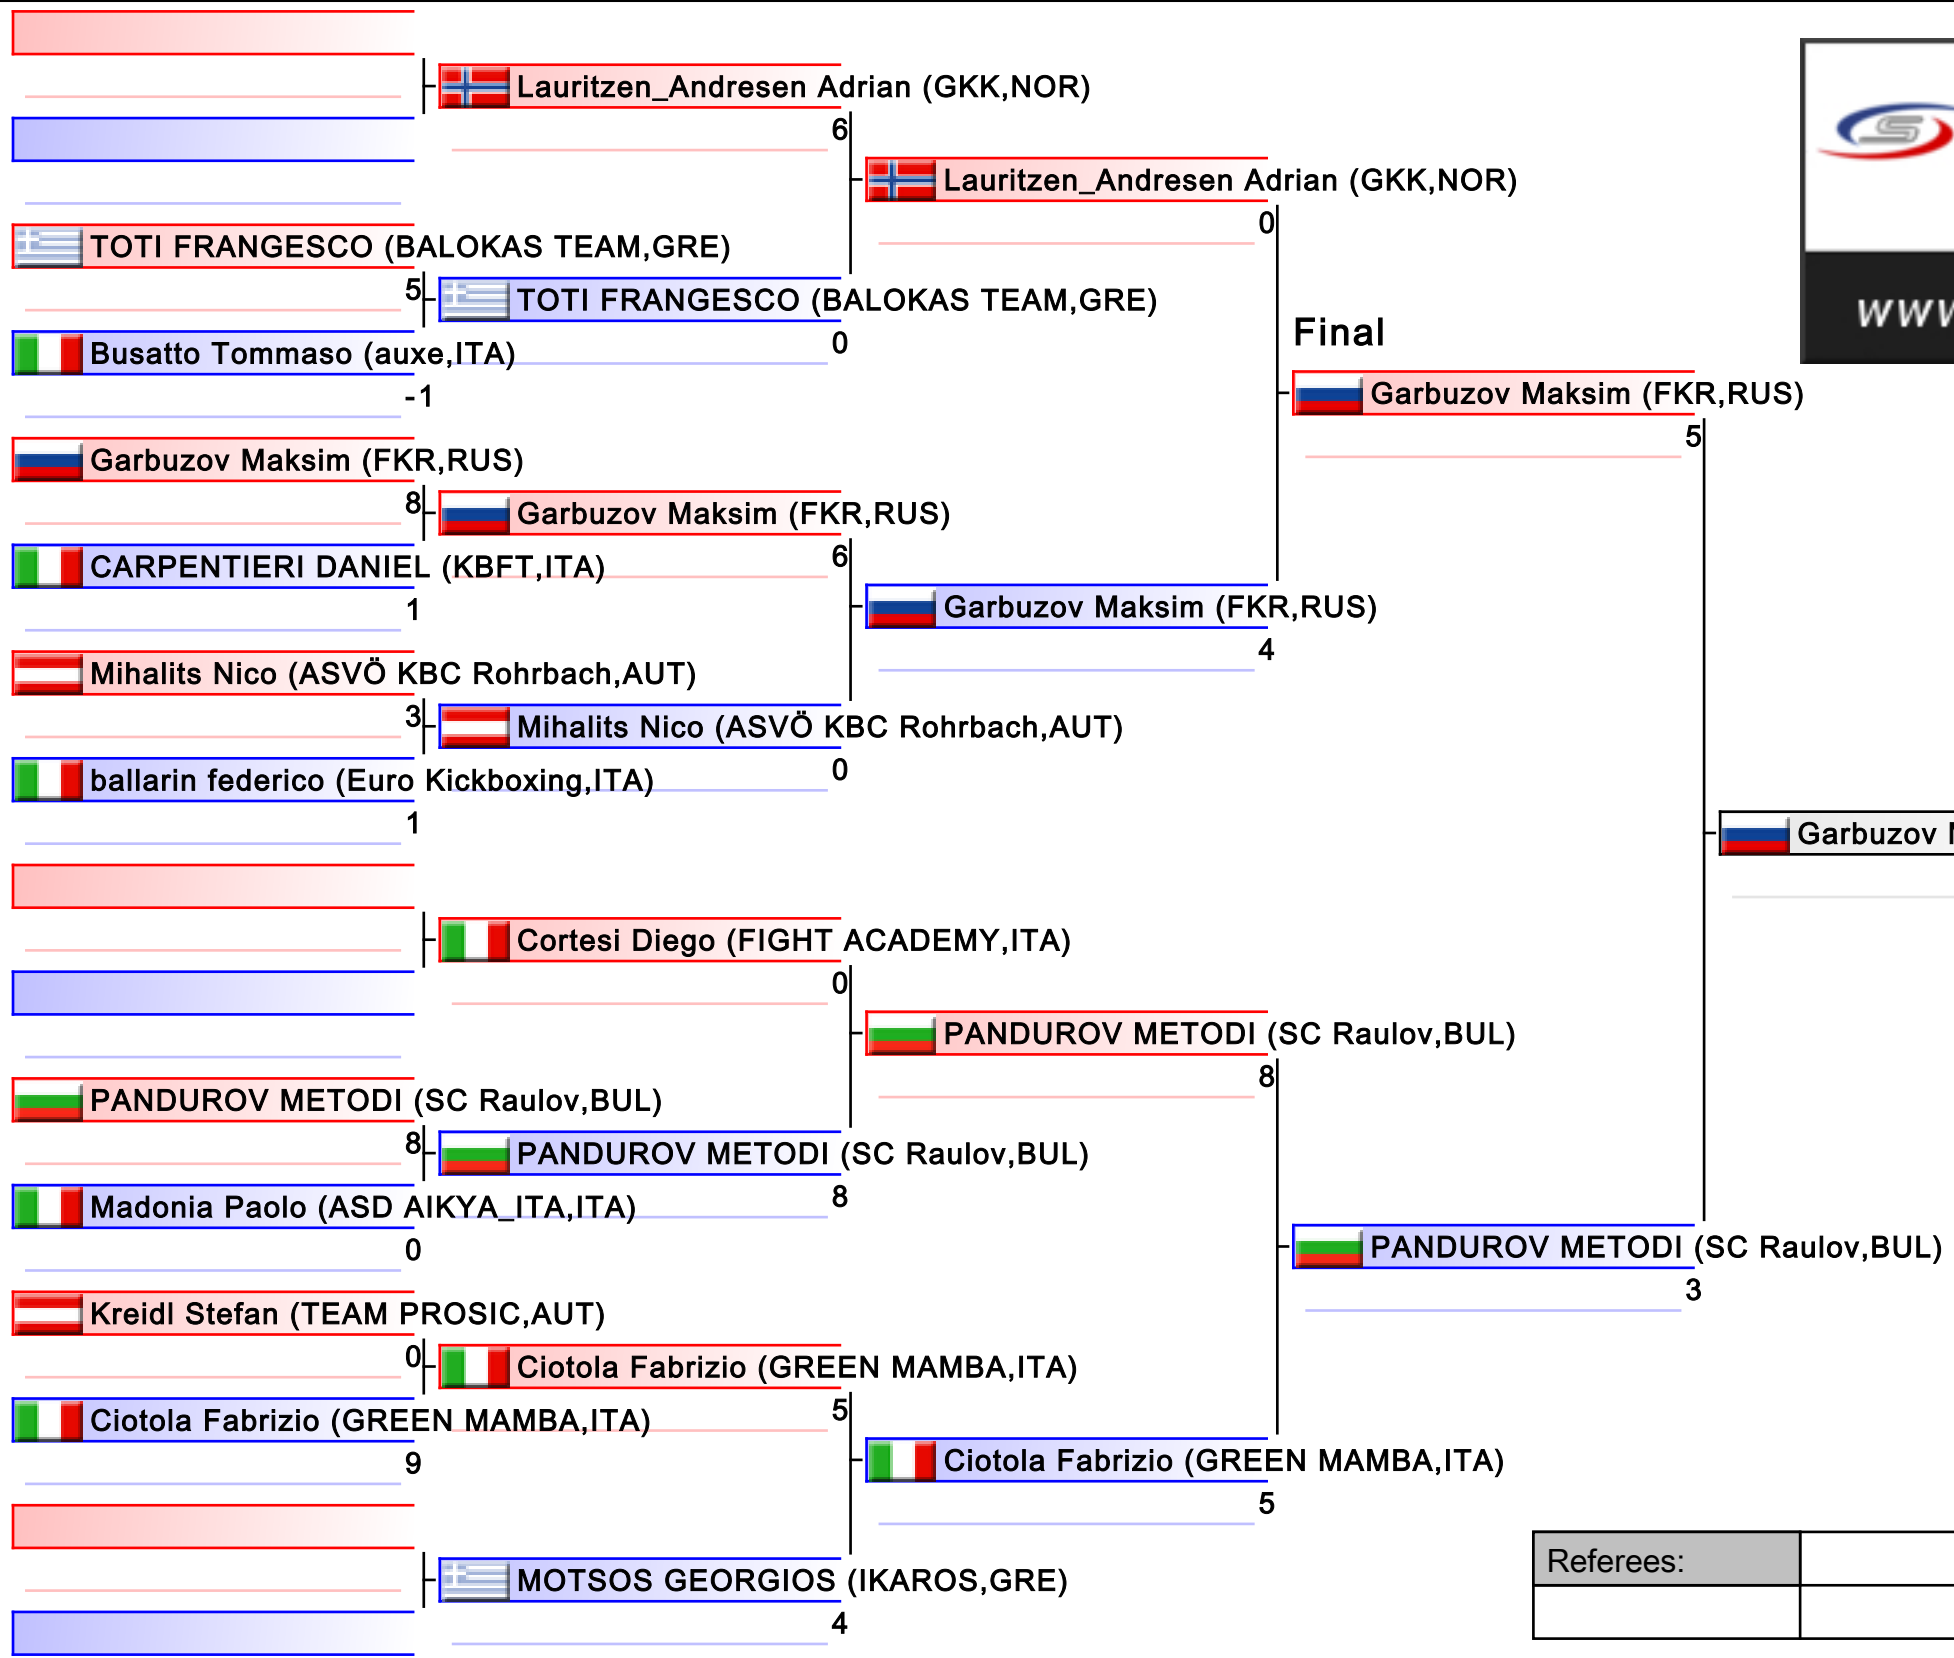 Lauritzen_Andresen Adrian (GKK,NOR)
6
Lauritzen_Andresen Adrian (GKK,NOR)
0
TOTI FRANGESCO (BALOKAS TEAM,GRE)
5
TOTI FRANGESCO (BALOKAS TEAM,GRE)
0
Busatto Tommaso (auxe,ITA)
-1
Final
Garbuzov Maksim (FKR,RUS)
5
Garbuzov Maksim (FKR,RUS)
8
Garbuzov Maksim (FKR,RUS)
6
CARPENTIERI DANIEL (KBFT,ITA)
1
Garbuzov Maksim (FKR,RUS)
4
Mihalits Nico (ASVÖ KBC Rohrbach,AUT)
3
Mihalits Nico (ASVÖ KBC Rohrbach,AUT)
0
ballarin federico (Euro Kickboxing,ITA)
1
Garbuzov
Cortesi Diego (FIGHT ACADEMY,ITA)
0
PANDUROV METODI (SC Raulov,BUL)
8
PANDUROV METODI (SC Raulov,BUL)
8
PANDUROV METODI (SC Raulov,BUL)
8
Madonia Paolo (ASD AIKYA_ITA,ITA)
0
PANDUROV METODI (SC Raulov,BUL)
3
Kreidl Stefan (TEAM PROSIC,AUT)
0
Ciotola Fabrizio (GREEN MAMBA,ITA)
5
Ciotola Fabrizio (GREEN MAMBA,ITA)
9
Ciotola Fabrizio (GREEN MAMBA,ITA)
5
MOTSOS GEORGIOS (IKAROS,GRE)
4
Referees: